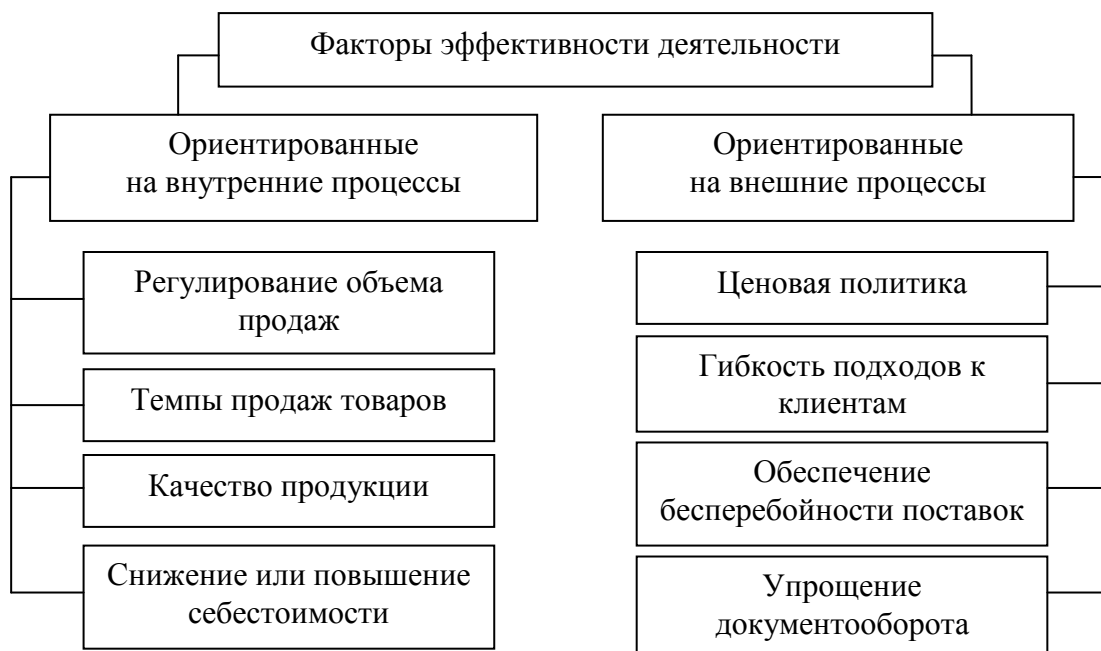 Факторы эффективности деятельности
Ориентированные
на внутренние процессы
Регулирование объема
продаж
Темпы продаж товаров
Качество продукции
Снижение или повышение
себестоимости
Ориентированные
на внешние процессы
Ценовая политика
Гибкость подходов к
клиентам
Обеспечение
бесперебойности поставок
Упрощение
документооборота